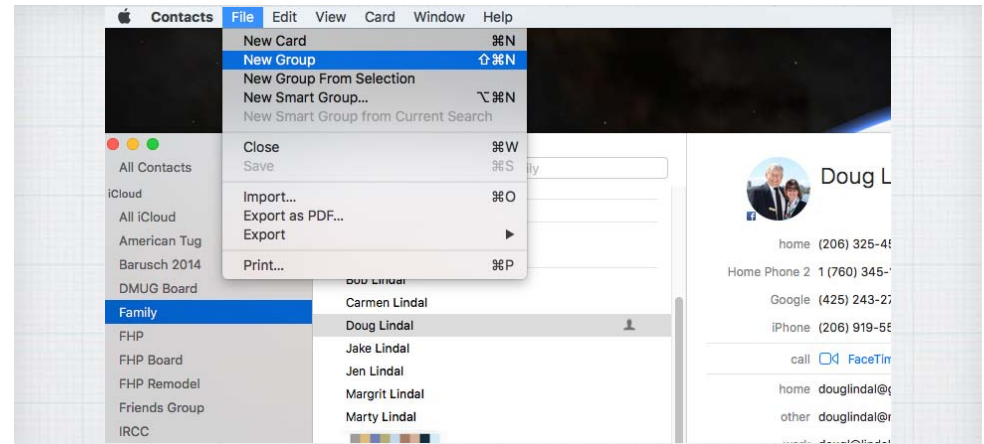 Contacts File Edit View Card Window Help
New Card ⌘N
New Group ⇧⌘N
New Group From Selection
New Smart Group... ⌥⌘N
New Smart Group from Current Search
Close ⌘W
Save ⌘S
Import... ⌘O
Export as PDF...
Export ▶
Print... ⌘P
All Contacts
iCloud
All iCloud
American Tug
Barusch 2014
DMUG Board
Family
FHP
FHP Board
FHP Remodel
Friends Group
IRCC
ily
Bob Lindal
Carmen Lindal
Doug Lindal
Jake Lindal
Jen Lindal
Margrit Lindal
Marty Lindal
Doug L
home (206) 325-45
Home Phone 2 1 (760) 345-
Google (425) 243-27
iPhone (206) 919-55
call FaceTim
home douglindal@g
other douglindal@